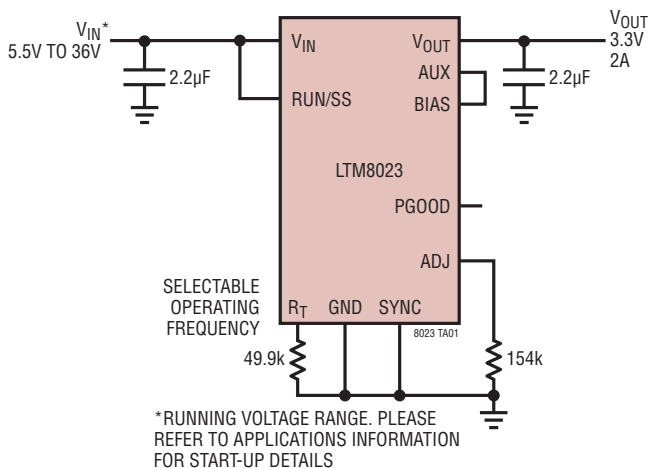 VIN*
5.5V TO 36V
2.2µF
VIN
RUN/SS
LTM8023
VOUT
AUX
BIAS
PGOOD
ADJ
RT
GND
SYNC
8023 TA01
VOUT
3.3V
2A
2.2µF
SELECTABLE
OPERATING
FREQUENCY
49.9k
154k
*RUNNING VOLTAGE RANGE. PLEASE
REFER TO APPLICATIONS INFORMATION
FOR START-UP DETAILS